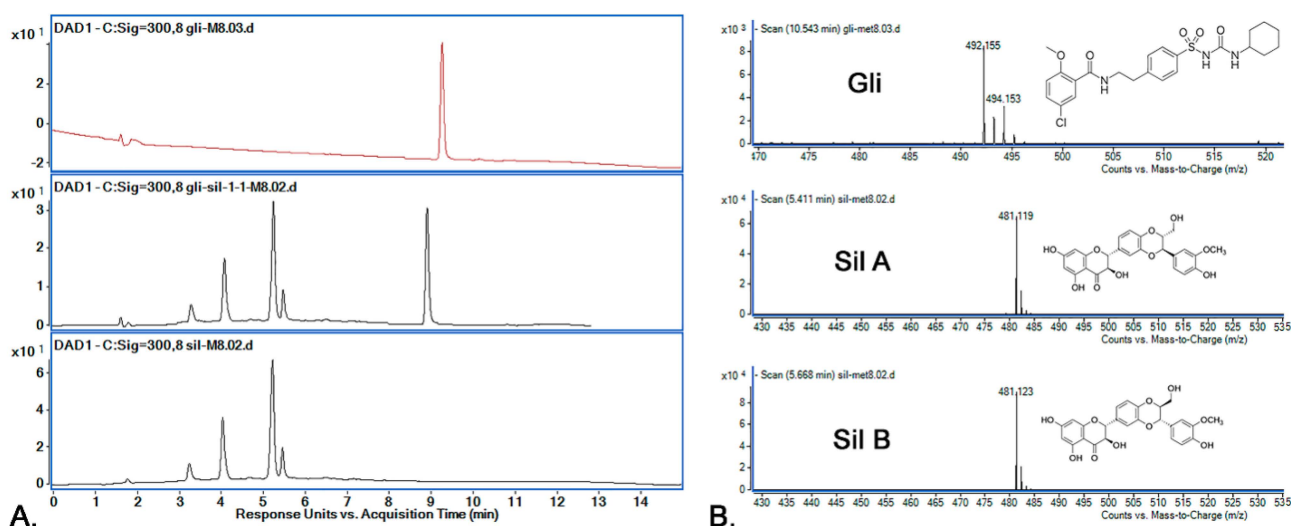 DAD1 - C:Sig=300,8 gli-M8.03.d
x10 1
2
0
-2
DAD1 - C:Sig=300,8 gli-sil-1-1-M8.02.d
x10 1
3
2
1
0
DAD1 - C:Sig=300,8 sil-M8.02.d
x10 1
6
4
2
0
0 1 2 3 4 5 6 7 8 9 10 11 12 13 14
Response Units vs. Acquisition Time (min)
A.
- Scan (10.543 min) gli-met8.03.d
x10 3
8
6
4
2
0
492.155
494.153
Gli
O
O
N
H
Cl
O O
S
O
NH NH
470 475 480 485 490 495 500 505 510 515 520
Counts vs. Mass-to-Charge (m/z)
- Scan (5.411 min) sil-met8.02.d
x10 4
6
4
2
0
481.119
Sil A
OH
O
O
OCH3
OH
HO
O
OH
OH O
430 435 440 445 450 455 460 465 470 475 480 485 490 495 500 505 510 515 520 525 530 535
Counts vs. Mass-to-Charge (m/z)
- Scan (5.668 min) sil-met8.02.d
x10 4
8
6
4
2
0
481.123
Sil B
OH
O
O
OCH3
OH
HO
O
OH
OH O
430 435 440 445 450 455 460 465 470 475 480 485 490 495 500 505 510 515 520 525 530 535
Counts vs. Mass-to-Charge (m/z)
B.